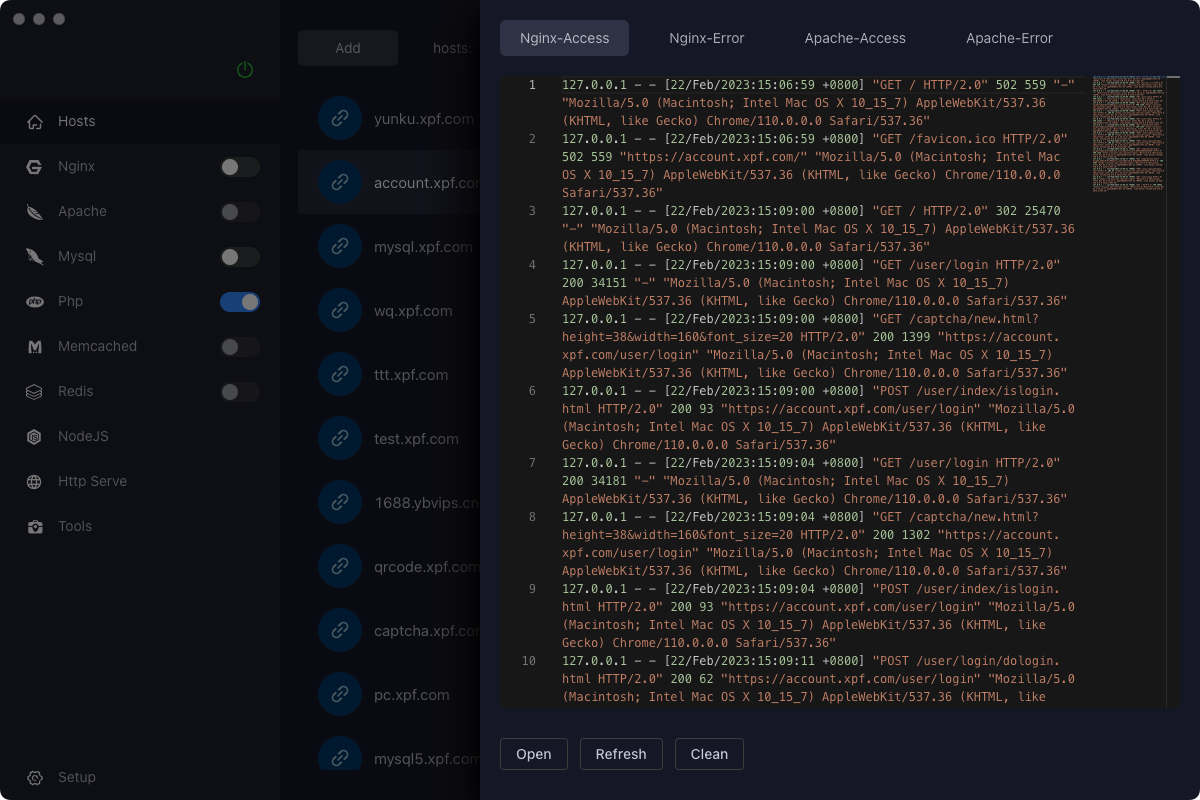 Hosts
Nginx
Apache
Mysql
Php
Memcached
Redis
NodeJS
Http Serve
Tools
Setup
Add
hosts:
yunku.xpf.com
account.xpf.com
mysql.xpf.com
wq.xpf.com
ttt.xpf.com
test.xpf.com
1688.ybvips.cn
qrcode.xpf.com
captcha.xpf.com
pc.xpf.com
mysql5.xpf.com
Nginx-Access Nginx-Error Apache-Access Apache-Error
1 127.0.0.1 - - [22/Feb/2023:15:06:59 +0800] "GET / HTTP/2.0" 502 559 "-"
"Mozilla/5.0 (Macintosh; Intel Mac OS X 10_15_7) AppleWebKit/537.36
(KHTML, like Gecko) Chrome/110.0.0.0 Safari/537.36"
2 127.0.0.1 - - [22/Feb/2023:15:06:59 +0800] "GET /favicon.ico HTTP/2.0"
502 559 "https://account.xpf.com/" "Mozilla/5.0 (Macintosh; Intel Mac
OS X 10_15_7) AppleWebKit/537.36 (KHTML, like Gecko) Chrome/110.0.0.0
Safari/537.36"
3 127.0.0.1 - - [22/Feb/2023:15:09:00 +0800] "GET / HTTP/2.0" 302 25470
"-" "Mozilla/5.0 (Macintosh; Intel Mac OS X 10_15_7) AppleWebKit/537.36
(KHTML, like Gecko) Chrome/110.0.0.0 Safari/537.36"
4 127.0.0.1 - - [22/Feb/2023:15:09:00 +0800] "GET /user/login HTTP/2.0"
200 34151 "-" "Mozilla/5.0 (Macintosh; Intel Mac OS X 10_15_7)
AppleWebKit/537.36 (KHTML, like Gecko) Chrome/110.0.0.0 Safari/537.36"
5 127.0.0.1 - - [22/Feb/2023:15:09:00 +0800] "GET /captcha/new.html?
height=38&width=160&font_size=20 HTTP/2.0" 200 1399 "https://account.
xpf.com/user/login" "Mozilla/5.0 (Macintosh; Intel Mac OS X 10_15_7)
AppleWebKit/537.36 (KHTML, like Gecko) Chrome/110.0.0.0 Safari/537.36"
6 127.0.0.1 - - [22/Feb/2023:15:09:00 +0800] "POST /user/index/islogin.
html HTTP/2.0" 200 93 "https://account.xpf.com/user/login" "Mozilla/5.0
(Macintosh; Intel Mac OS X 10_15_7) AppleWebKit/537.36 (KHTML, like
Gecko) Chrome/110.0.0.0 Safari/537.36"
7 127.0.0.1 - - [22/Feb/2023:15:09:04 +0800] "GET /user/login HTTP/2.0"
200 34181 "-" "Mozilla/5.0 (Macintosh; Intel Mac OS X 10_15_7)
AppleWebKit/537.36 (KHTML, like Gecko) Chrome/110.0.0.0 Safari/537.36"
8 127.0.0.1 - - [22/Feb/2023:15:09:04 +0800] "GET /captcha/new.html?
height=38&width=160&font_size=20 HTTP/2.0" 200 1302 "https://account.
xpf.com/user/login" "Mozilla/5.0 (Macintosh; Intel Mac OS X 10_15_7)
AppleWebKit/537.36 (KHTML, like Gecko) Chrome/110.0.0.0 Safari/537.36"
9 127.0.0.1 - - [22/Feb/2023:15:09:04 +0800] "POST /user/index/islogin.
html HTTP/2.0" 200 93 "https://account.xpf.com/user/login" "Mozilla/5.0
(Macintosh; Intel Mac OS X 10_15_7) AppleWebKit/537.36 (KHTML, like
Gecko) Chrome/110.0.0.0 Safari/537.36"
10 127.0.0.1 - - [22/Feb/2023:15:09:11 +0800] "POST /user/login/dologin.
html HTTP/2.0" 200 62 "https://account.xpf.com/user/login" "Mozilla/5.0
(Macintosh; Intel Mac OS X 10_15_7) AppleWebKit/537.36 (KHTML, like
Open Refresh Clean